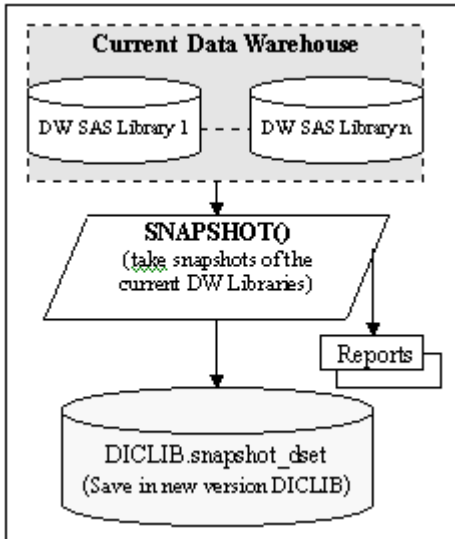 Current Data Warehouse
DW SAS Library 1
DW SAS Library n
SNAPSHOT()
(take snapshots of the
current DW Libraries)
Reports
DICLIB.snapshot_dset
(Save in new version DICLIB)